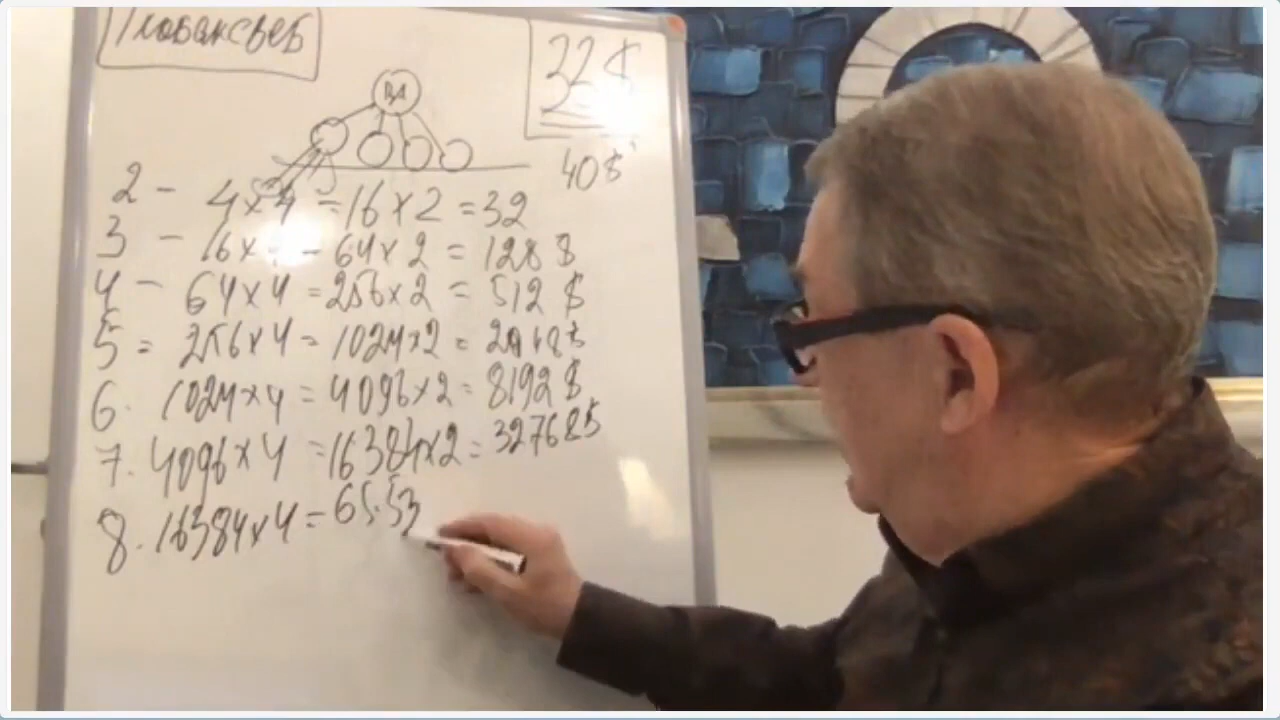 Глобаксвеб
22$
ВЫ
40$
2 - 4×4 = 16×2 = 32
3 - 16×4 - 64×2 = 128$
4 - 64×4 = 256×2 = 512$
5 = 256×4 = 1024×2 = 2048$
6. 1024×4 = 4096×2 = 8192$
7. 4096×4 = 16384×2 = 32768$
8. 16384×4 = 65.53